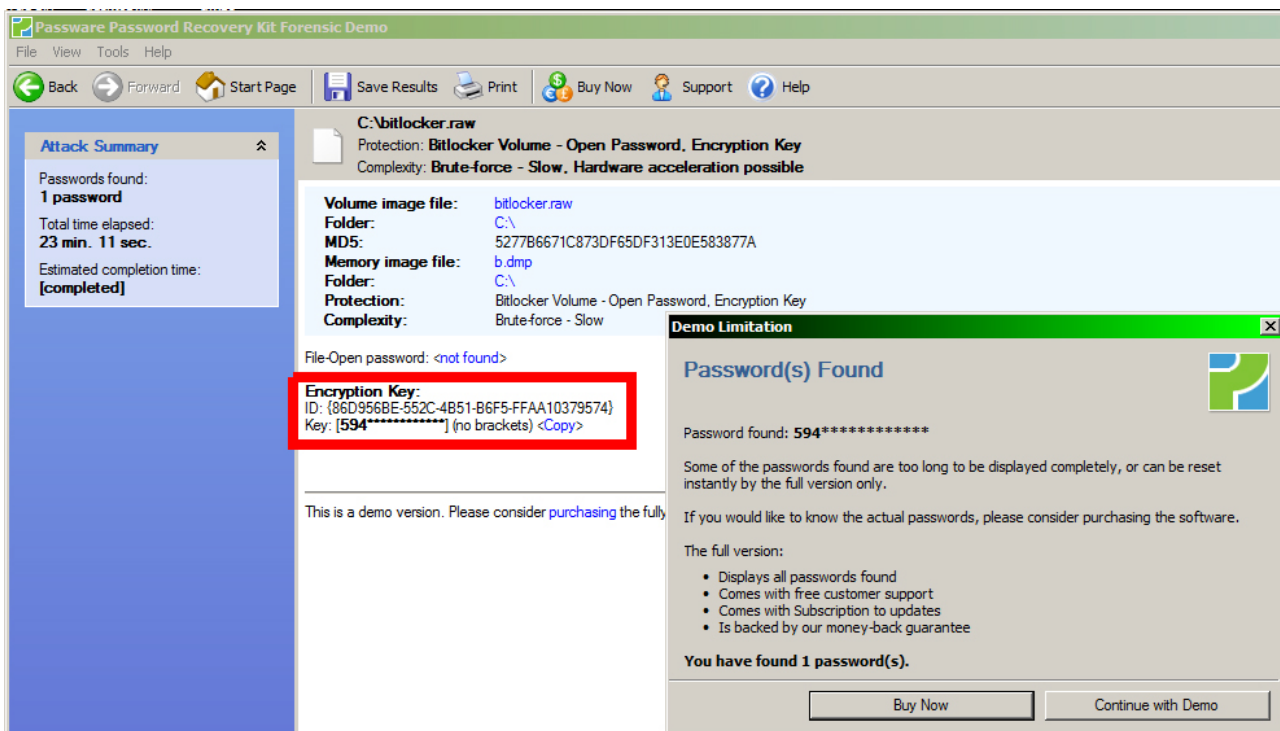 Passware Password Recovery Kit Forensic Demo
File View Tools Help
Back Forward Start Page Save Results Print Buy Now Support Help
Attack Summary
Passwords found:
1 password
Total time elapsed:
23 min. 11 sec.
Estimated completion time:
[completed]
C:\bitlocker.raw
Protection: Bitlocker Volume - Open Password, Encryption Key
Complexity: Brute-force - Slow, Hardware acceleration possible
Volume image file: bitlocker.raw
Folder: C:\
MD5: 5277B6671C873DF65DF313E0E583877A
Memory image file: b.dmp
Folder: C:\
Protection: Bitlocker Volume - Open Password, Encryption Key
Complexity: Brute-force - Slow
File-Open password: <not found>
Encryption Key:
ID: {86D956BE-552C-4B51-B6F5-FFAA10379574}
Key: [594************] (no brackets) <Copy>
This is a demo version. Please consider purchasing the fully
Demo Limitation
Password(s) Found
Password found: 594************
Some of the passwords found are too long to be displayed completely, or can be reset
instantly by the full version only.
If you would like to know the actual passwords, please consider purchasing the software.
The full version:
• Displays all passwords found
• Comes with free customer support
• Comes with Subscription to updates
• Is backed by our money-back guarantee
You have found 1 password(s).
Buy Now Continue with Demo